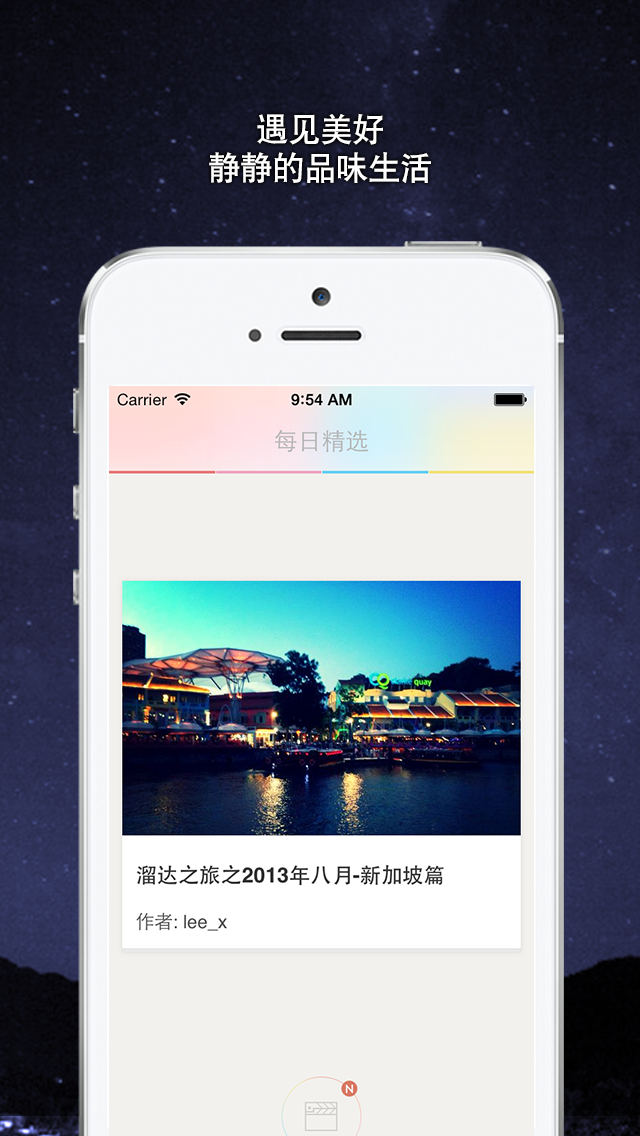 遇见美好
静静的品味生活
Carrier 9:54 AM
每日精选
quay
溜达之旅之2013年八月-新加坡篇
作者: lee_x
N